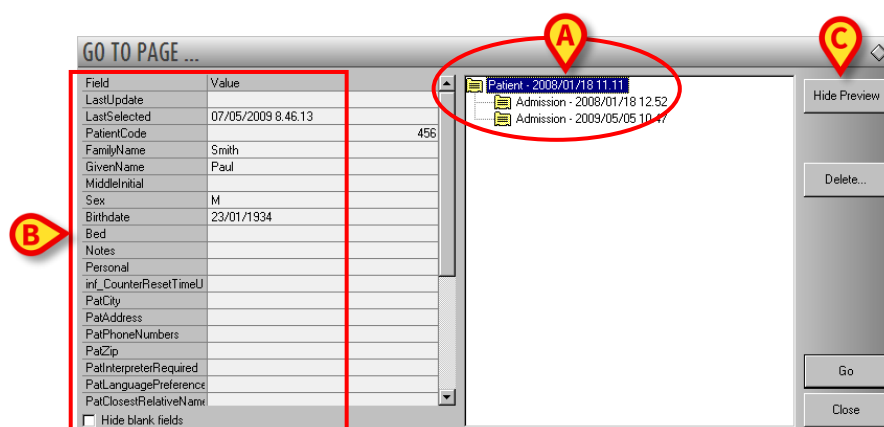 A
C
GO TO PAGE ...
Field Value
LastUpdate
LastSelected 07/05/2009 8.46.13
PatientCode 456
FamilyName Smith
GivenName Paul
MiddleInitial
Sex M
Birthdate 23/01/1934
Bed
Notes
Personal
inf_CounterResetTimeU
PatCity
PatAddress
PatPhoneNumbers
PatZip
PatInterpreterRequired
PatLanguagePreference
PatClosestRelativeName
Hide blank fields
B
Patient - 2008/01/18 11.11
Admission - 2008/01/18 12.52
Admission - 2009/05/05 10.47
Hide Preview
Delete...
Go
Close